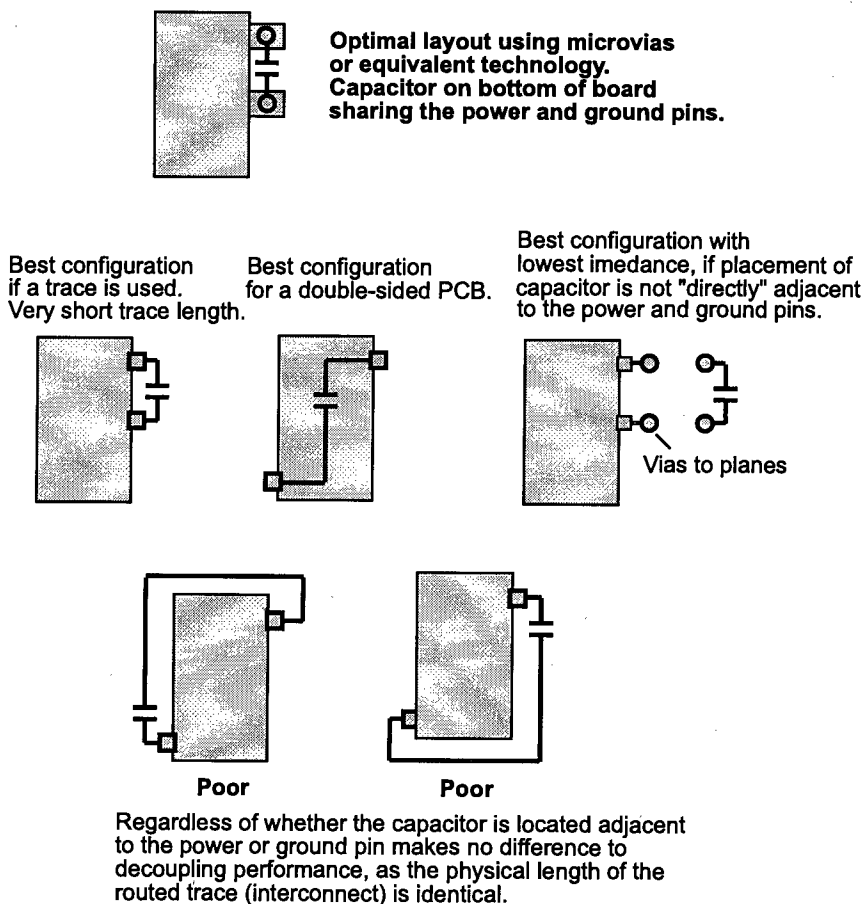 Optimal layout using microvias
or equivalent technology.
Capacitor on bottom of board
sharing the power and ground pins.
Best configuration
if a trace is used.
Very short trace length.
Best configuration
for a double-sided PCB.
Best configuration with
lowest imedance, if placement of
capacitor is not "directly" adjacent
to the power and ground pins.
Vias to planes
Poor
Poor
Regardless of whether the capacitor is located adjacent
to the power or ground pin makes no difference to
decoupling performance, as the physical length of the
routed trace (interconnect) is identical.